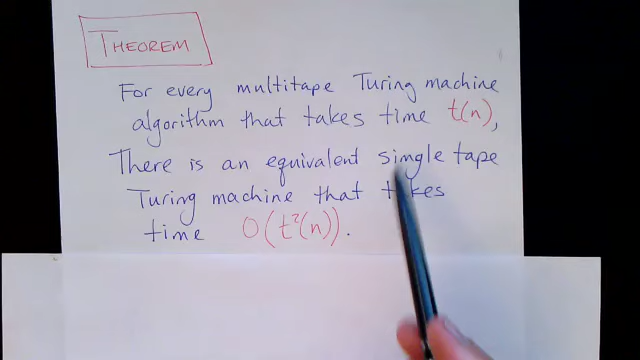 THEOREM
For every multitape Turing machine
algorithm that takes time t(n),
There is an equivalent single tape
Turing machine that takes
time O(t²(n)).